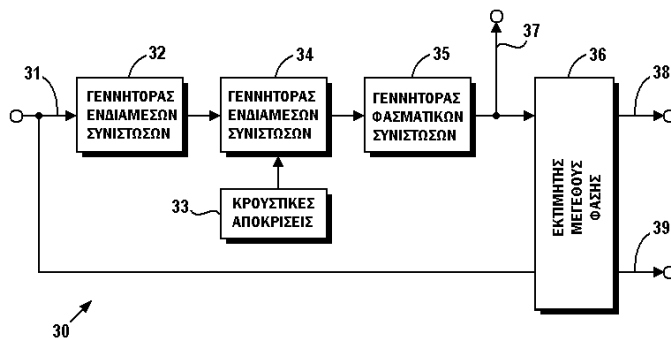 31
32
ΓΕΝΝΗΤΟΡΑΣ
ΕΝΔΙΑΜΕΣΩΝ
ΣΥΝΙΣΤΩΣΩΝ
34
ΓΕΝΝΗΤΟΡΑΣ
ΕΝΔΙΑΜΕΣΩΝ
ΣΥΝΙΣΤΩΣΩΝ
35
ΓΕΝΝΗΤΟΡΑΣ
ΦΑΣΜΑΤΙΚΩΝ
ΣΥΝΙΣΤΩΣΩΝ
37
36
ΕΚΤΙΜΗΤΗΣ
ΜΕΓΕΘΟΥΣ
ΦΑΣΗΣ
38
33
ΚΡΟΥΣΤΙΚΕΣ
ΑΠΟΚΡΙΣΕΙΣ
39
30